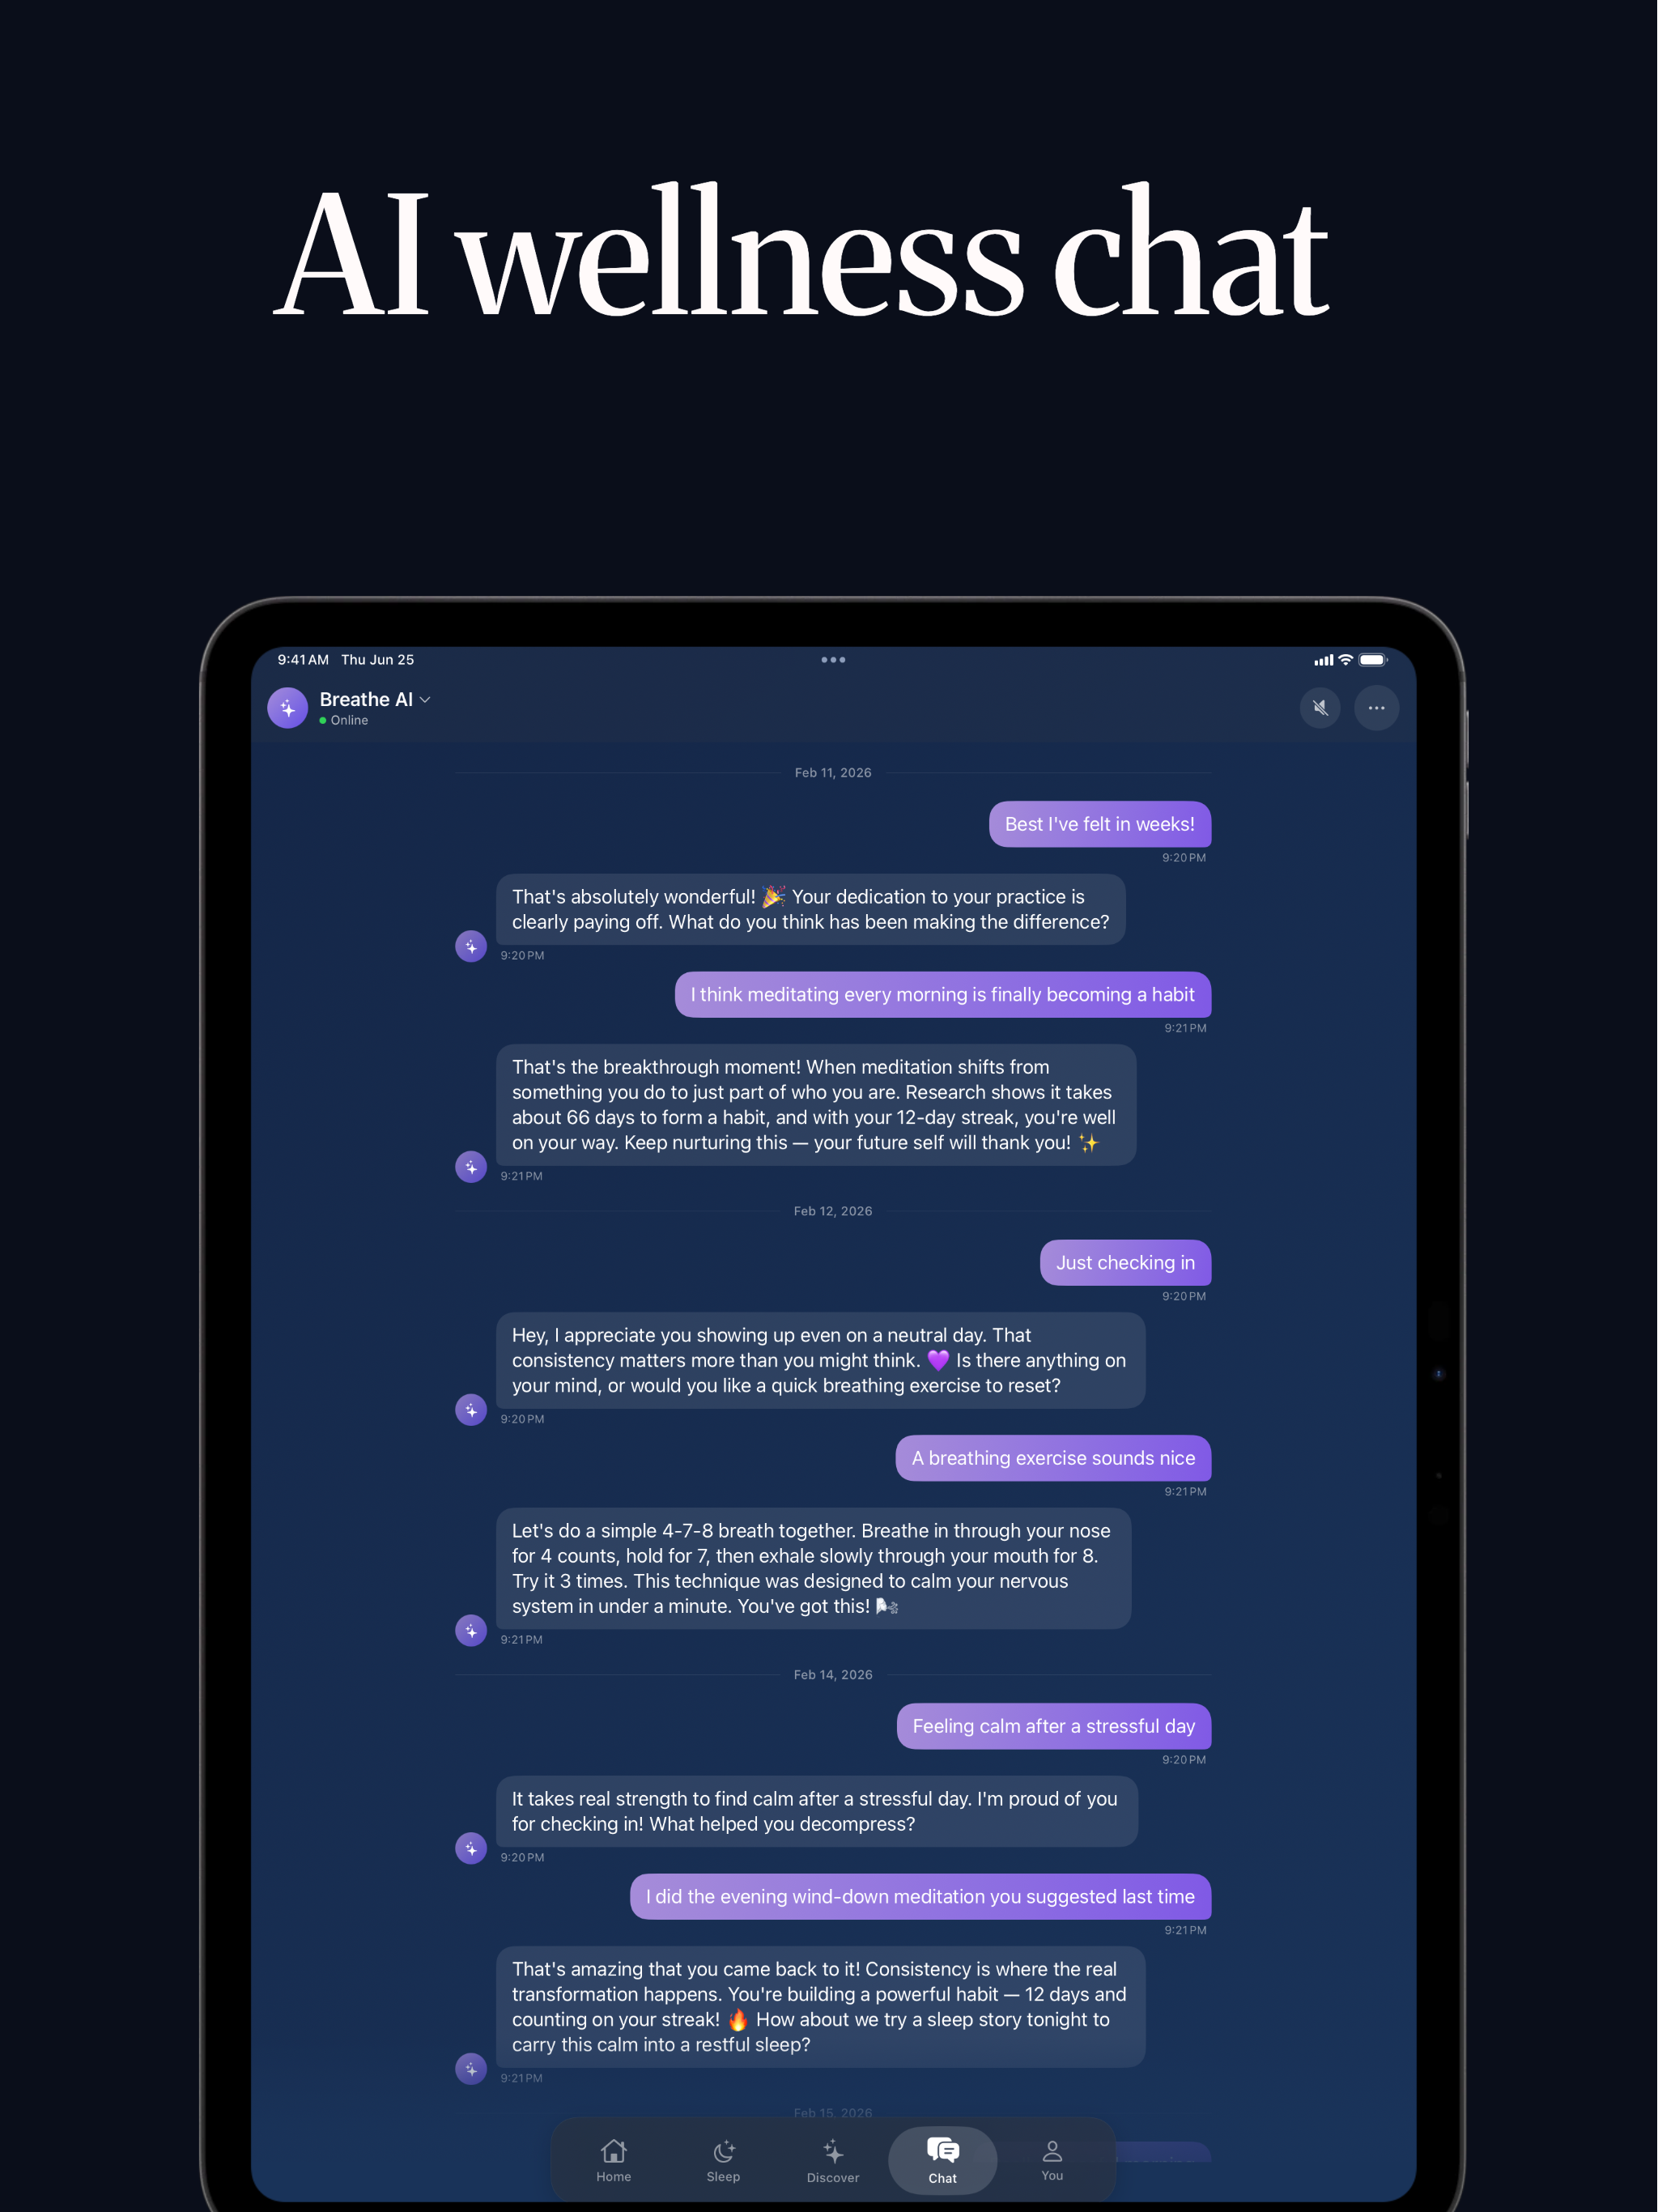 AI wellness chat
9:41 AM Thu Jun 25
Breathe AI
Online
Feb 11, 2026
Best I've felt in weeks!
9:20 PM
That's absolutely wonderful! 🎉 Your dedication to your practice is
clearly paying off. What do you think has been making the difference?
9:20 PM
I think meditating every morning is finally becoming a habit
9:21 PM
That's the breakthrough moment! When meditation shifts from
something you do to just part of who you are. Research shows it takes
about 66 days to form a habit, and with your 12-day streak, you're well
on your way. Keep nurturing this — your future self will thank you! ✨
9:21 PM
Feb 12, 2026
Just checking in
9:20 PM
Hey, I appreciate you showing up even on a neutral day. That
consistency matters more than you might think. 💜 Is there anything on
your mind, or would you like a quick breathing exercise to reset?
9:20 PM
A breathing exercise sounds nice
9:21 PM
Let's do a simple 4-7-8 breath together. Breathe in through your nose
for 4 counts, hold for 7, then exhale slowly through your mouth for 8.
Try it 3 times. This technique was designed to calm your nervous
system in under a minute. You've got this! 🌬️
9:21 PM
Feb 14, 2026
Feeling calm after a stressful day
9:20 PM
It takes real strength to find calm after a stressful day. I'm proud of you
for checking in! What helped you decompress?
9:20 PM
I did the evening wind-down meditation you suggested last time
9:21 PM
That's amazing that you came back to it! Consistency is where the real
transformation happens. You're building a powerful habit — 12 days and
counting on your streak! 🔥 How about we try a sleep story tonight to
carry this calm into a restful sleep?
9:21 PM
Feb 15, 2026
Home Sleep Discover Chat You